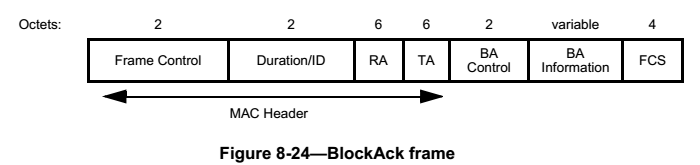 Octets: 2 2 6 6 2 variable 4
Frame Control Duration/ID RA TA BA Control BA Information FCS
MAC Header
Figure 8-24—BlockAck frame